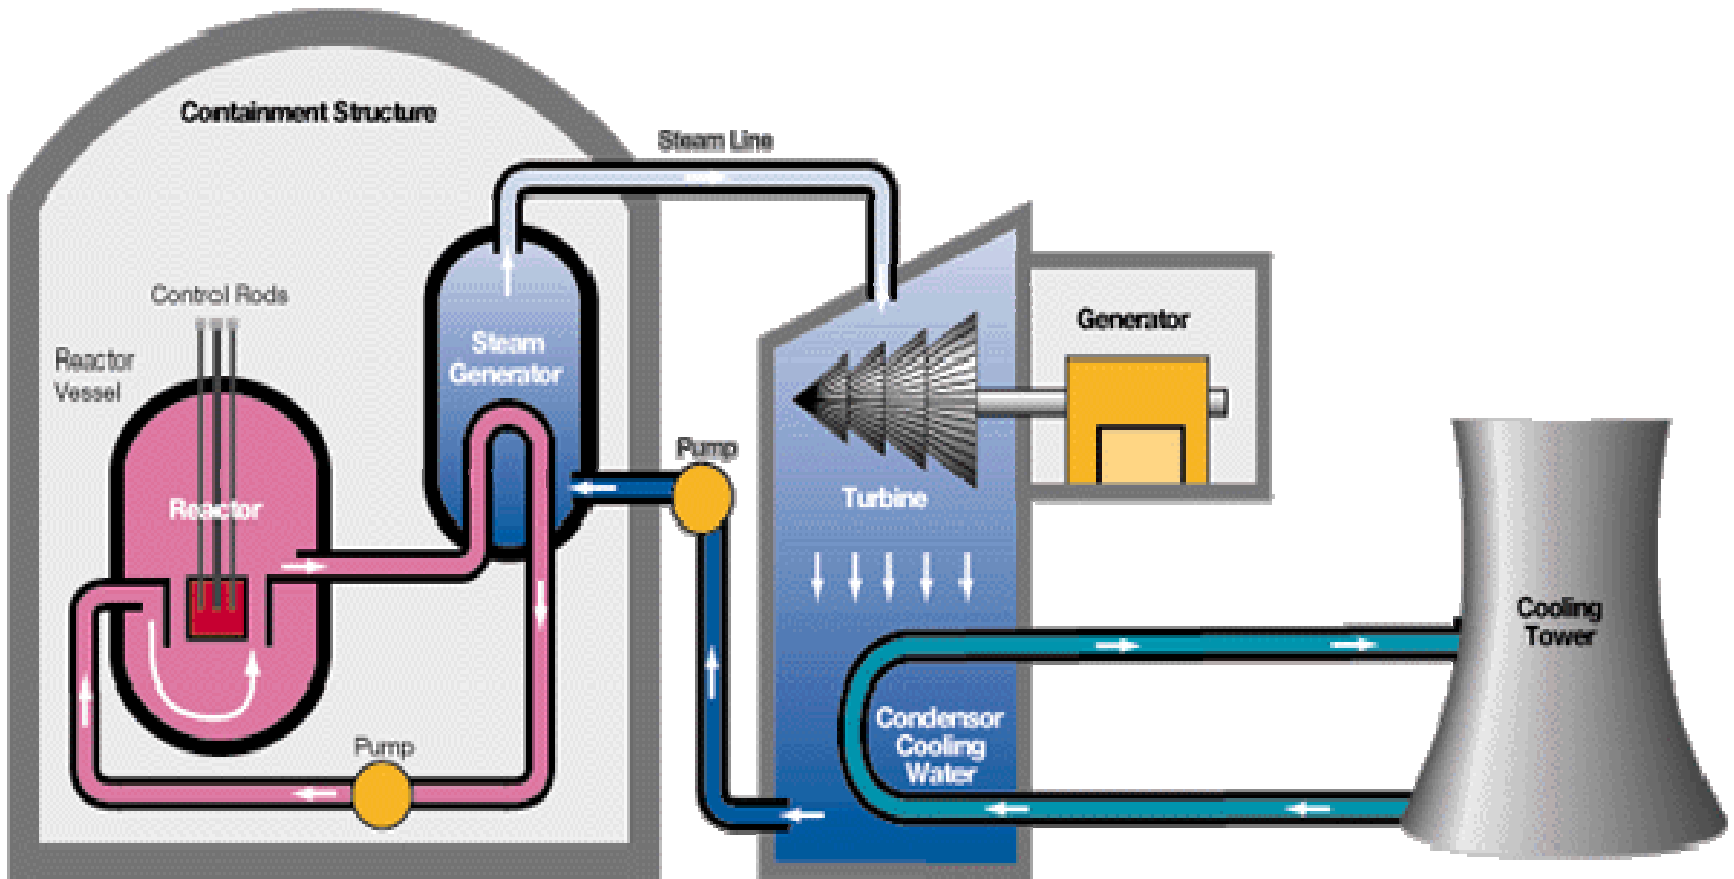 Containment Structure
Steam Line
Control Rods
Reactor
Vessel
Steam
Generator
Generator
Pump
Turbine
Reactor
Cooling
Tower
Condensor
Cooling
Water
Pump